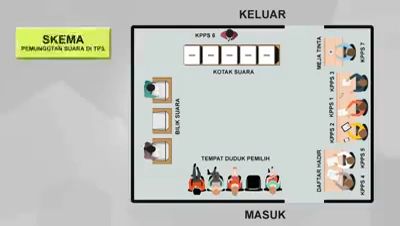 KELUAR
SKEMA
PEMUNGUTAN SUARA DI TPS
KPPS 6
KOTAK SUARA
MEJA TINTA
KPPS 7
KPPS 3
KPPS 1
KPPS 2
BILIK SUARA
TEMPAT DUDUK PEMILIH
DAFTAR HADIR
KPPS 5
KPPS 4
MASUK